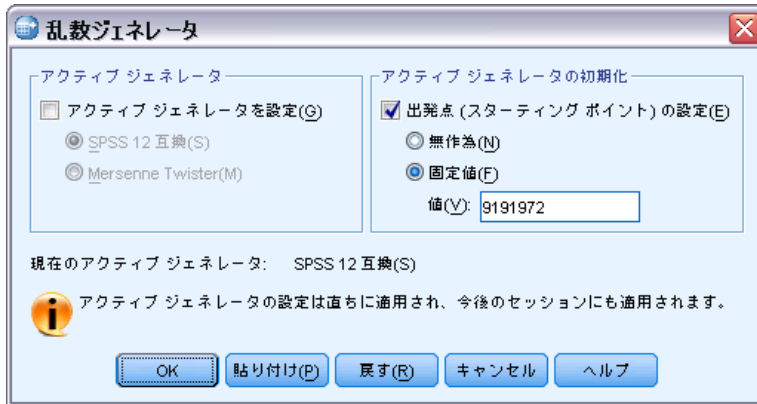 乱数ジェネレータ
アクティブ ジェネレータ
アクティブ ジェネレータを設定(G)
SPSS 12 互換(S)
Mersenne Twister(M)
アクティブ ジェネレータの初期化
出発点 (スターティング ポイント) の設定(E)
無作為(N)
固定値(F)
値(V): 9191972
現在のアクティブ ジェネレータ: SPSS 12 互換(S)
アクティブ ジェネレータの設定は直ちに適用され、今後のセッションにも適用されます。
OK 貼り付け(P) 戻す(R) キャンセル ヘルプ